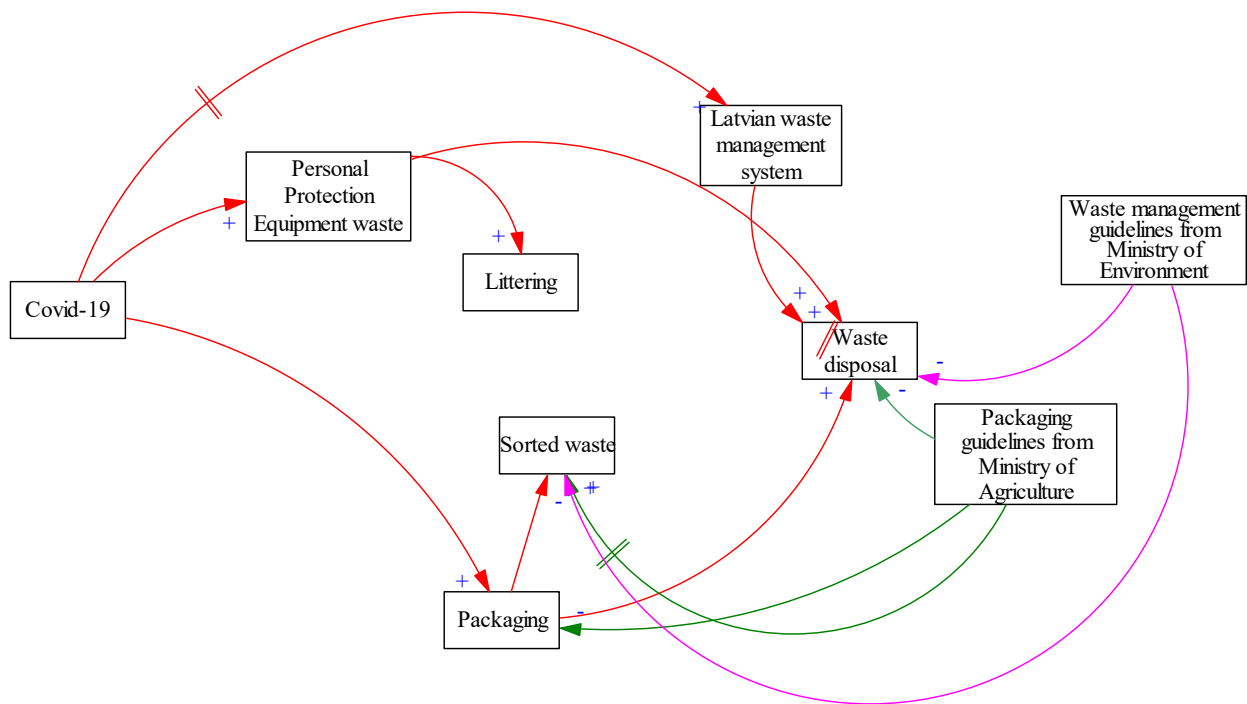 +
Latvian waste
management
system
Personal
Protection
Equipment waste
+
+
Waste management
guidelines from
Ministry of
Environment
Littering
Covid-19
+
+
Waste
disposal
-
+
-
Packaging
guidelines from
Ministry of
Agriculture
Sorted waste
-
++
+
Packaging
-